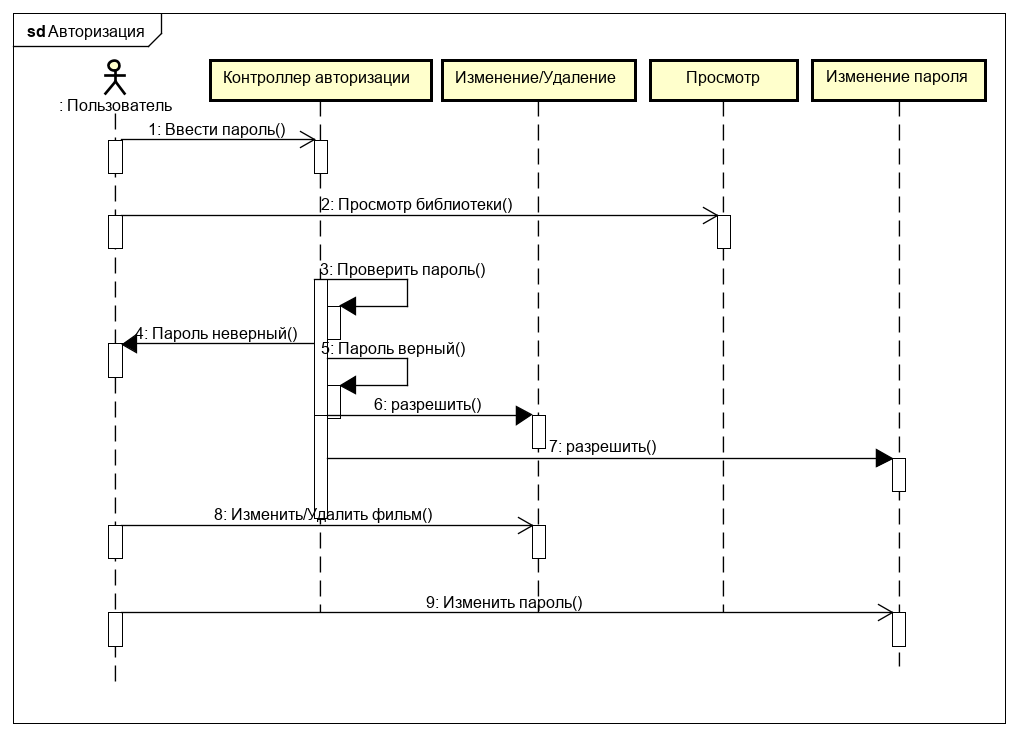 sd Авторизация
: Пользователь
Контроллер авторизации
Изменение/Удаление
Просмотр
Изменение пароля
1: Ввести пароль()
2: Просмотр библиотеки()
3: Проверить пароль()
4: Пароль неверный()
5: Пароль верный()
6: разрешить()
7: разрешить()
8: Изменить/Удалить фильм()
9: Изменить пароль()